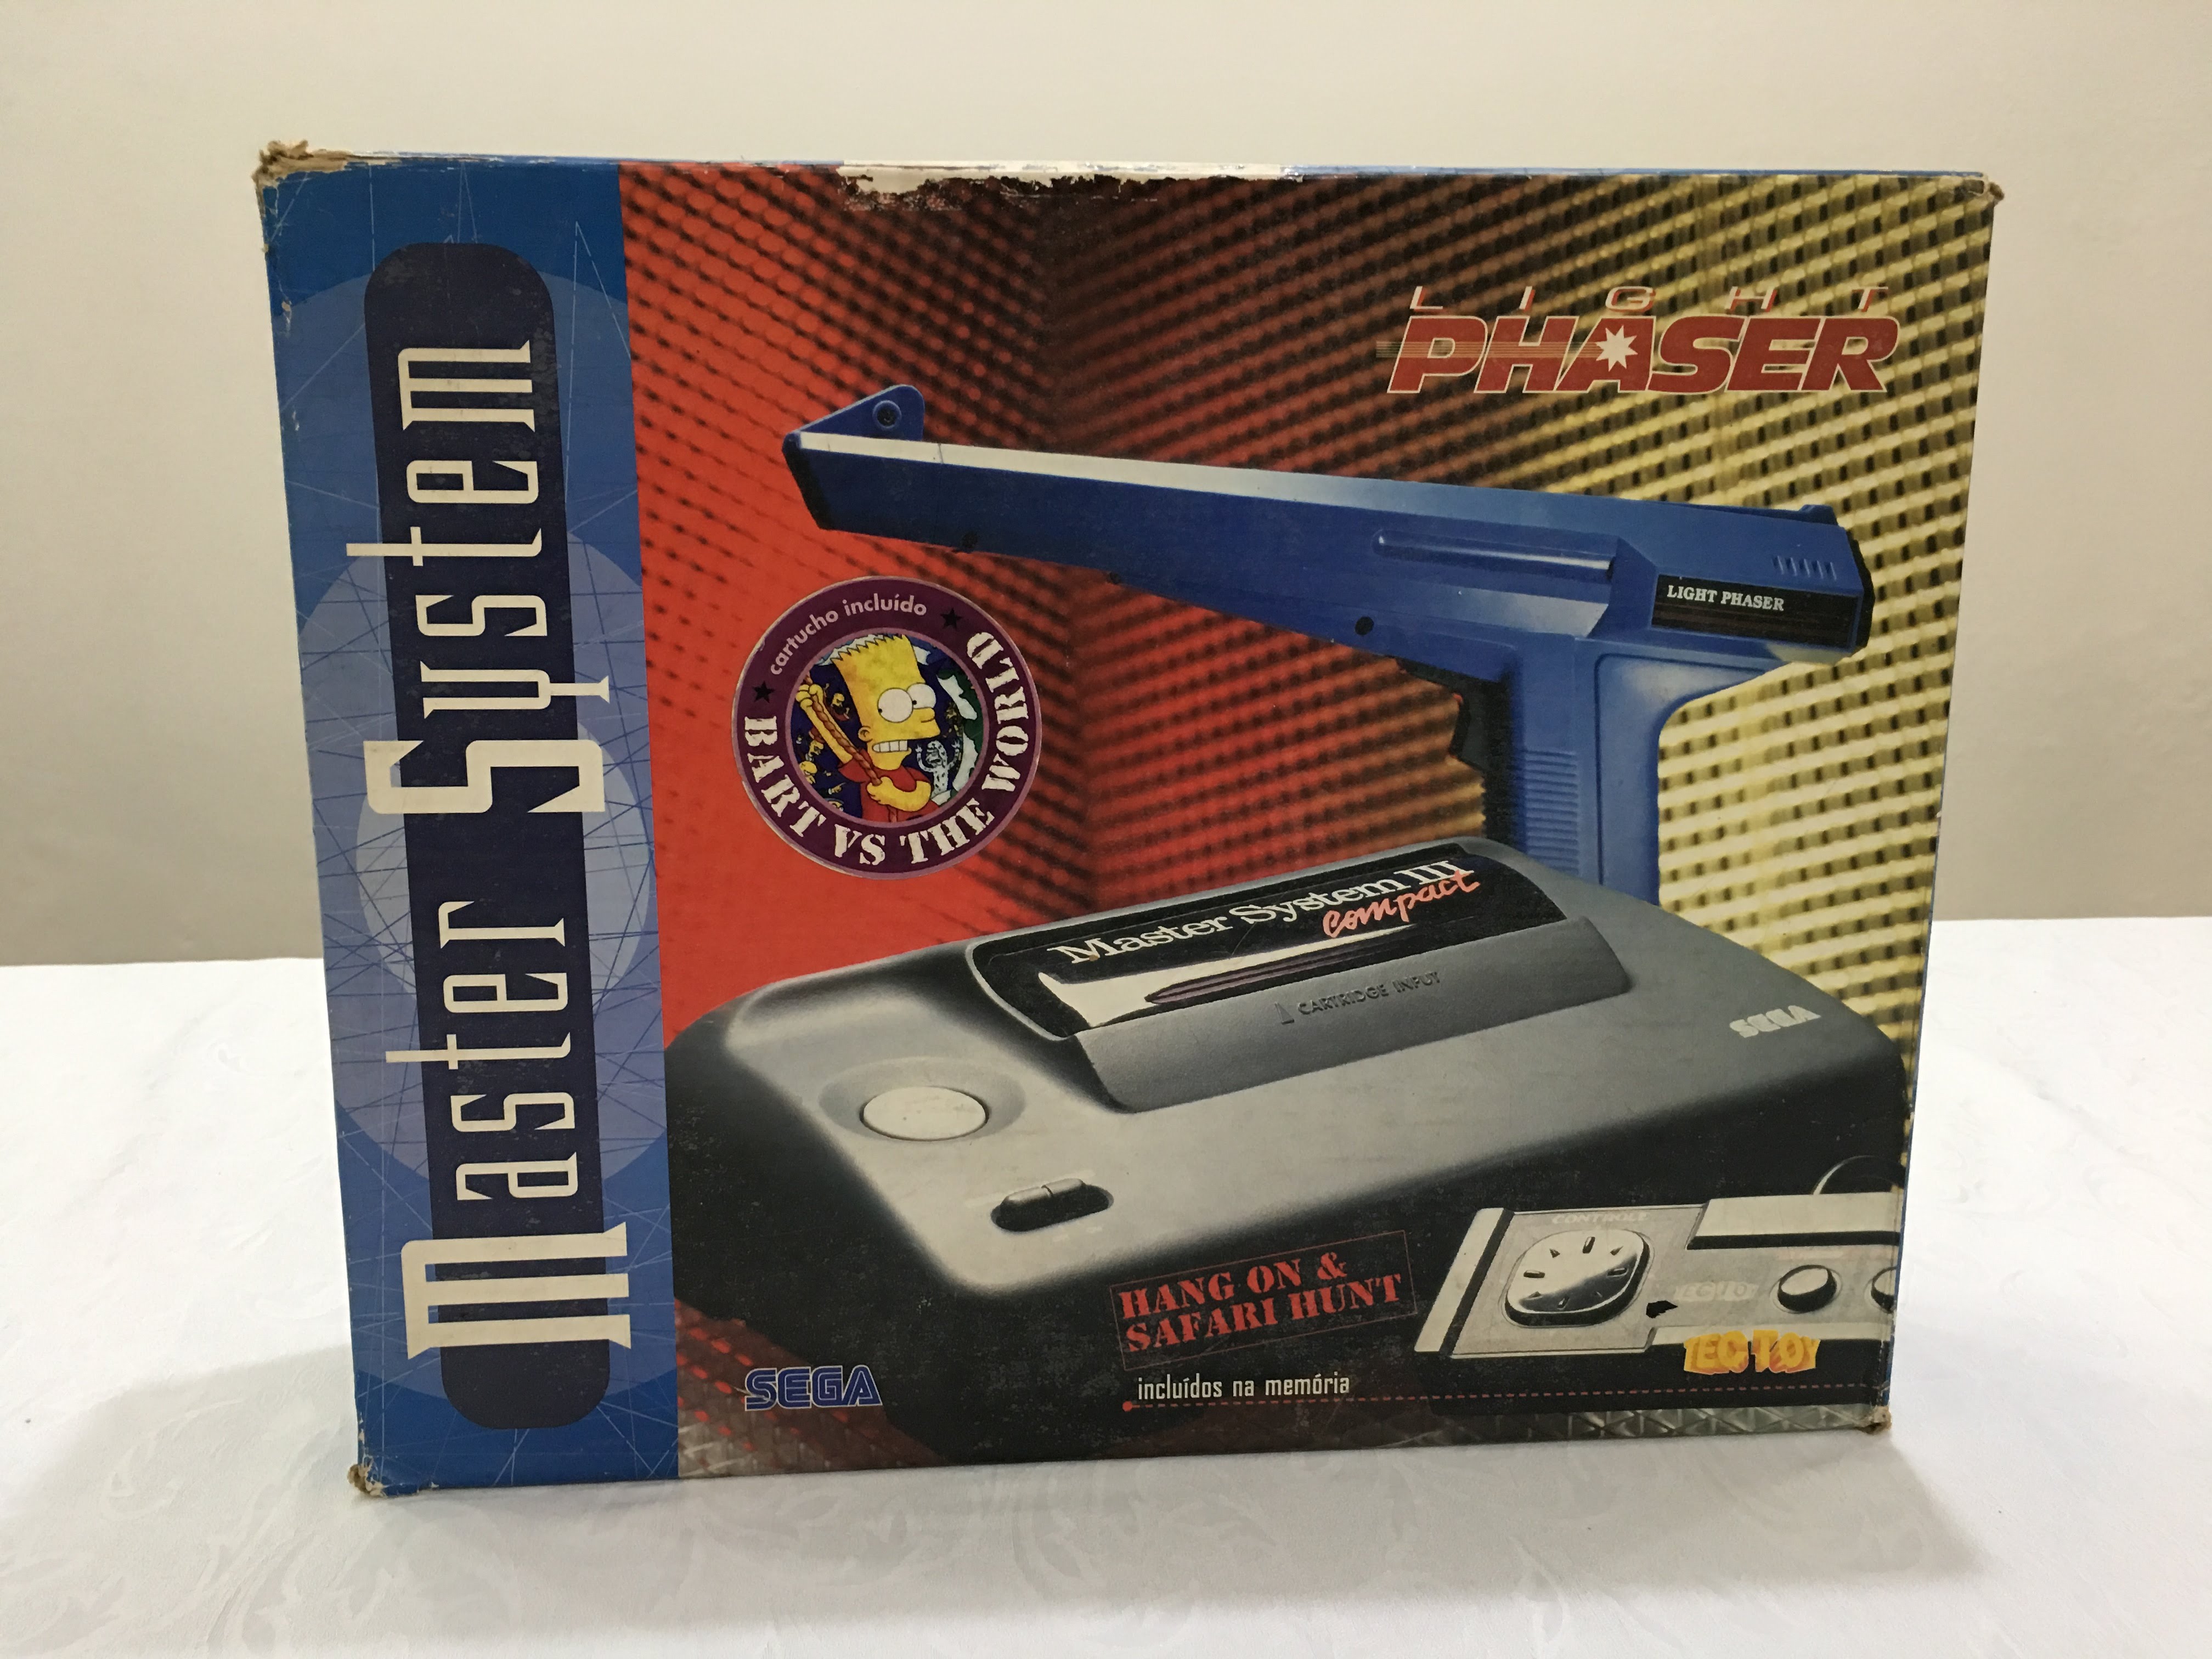 Master System
LIGHT
PHASER
LIGHT PHASER
cartucho incluído
BART VS THE WORLD
Master System III
compact
CARTRIDGE INPUT
SEGA
CONTROLE
HANG ON &
SAFARI HUNT
TEC TOY
SEGA
incluídos na memória